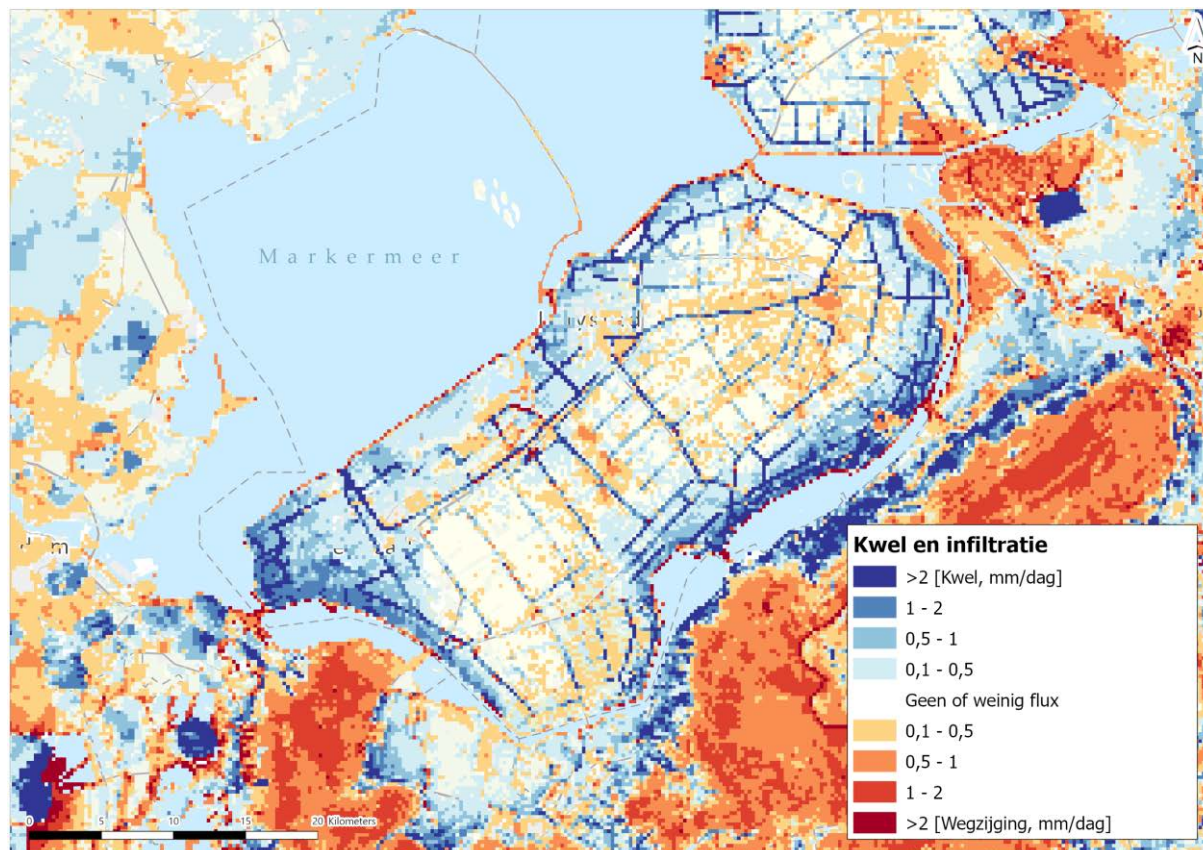 N
Markermeer
Kwel en infiltratie
>2 [Kwel, mm/dag]
1 - 2
0,5 - 1
0,1 - 0,5
Geen of weinig flux
0,1 - 0,5
0,5 - 1
1 - 2
>2 [Wegzijging, mm/dag]
0 5 10 15 20 Kilometers